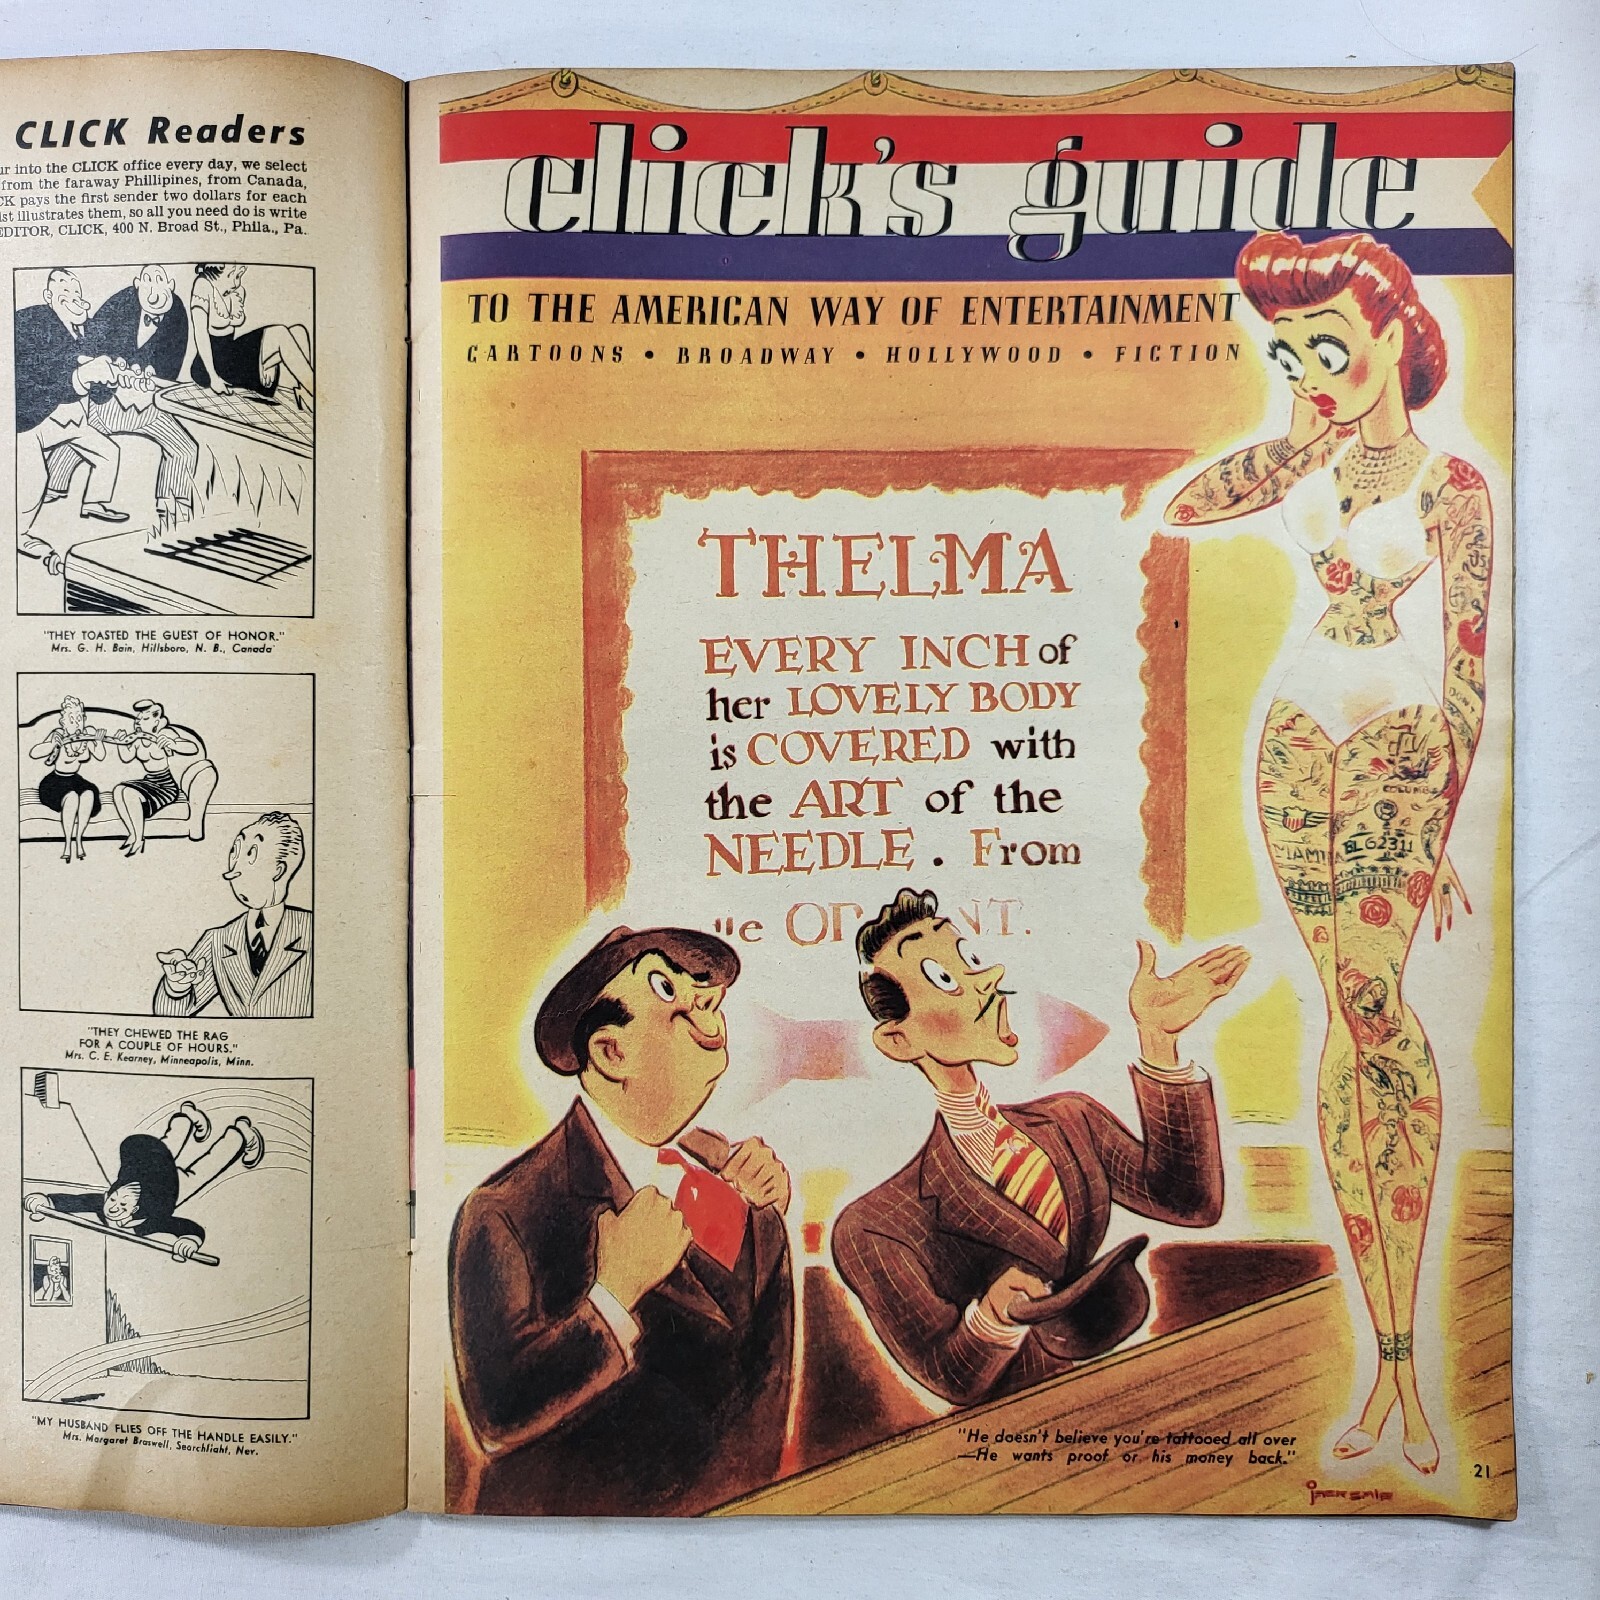 CLICK Readers
ur into the CLICK office every day, we select
from the faraway Phillipines, from Canada,
CK pays the first sender two dollars for each
ist illustrates them, so all you need do is write
EDITOR, CLICK, 400 N. Broad St., Phila., Pa.
"THEY TOASTED THE GUEST OF HONOR."
Mrs. G. H. Bain, Hillsboro, N. B., Canada
"THEY CHEWED THE RAG
FOR A COUPLE OF HOURS."
Mrs. C. E. Kearney, Minneapolis, Minn.
"MY HUSBAND FLIES OFF THE HANDLE EASILY."
Mrs. Margaret Braswell, Searchlight, Nev.
click's guide
TO THE AMERICAN WAY OF ENTERTAINMENT
CARTOONS • BROADWAY • HOLLYWOOD • FICTION
THELMA
EVERY INCH of
her LOVELY BODY
is COVERED with
the ART of the
NEEDLE. From
COLUMBA
BL 62311
MIAMI
"He doesn't believe you're tattooed all over
—He wants proof or his money back."
21